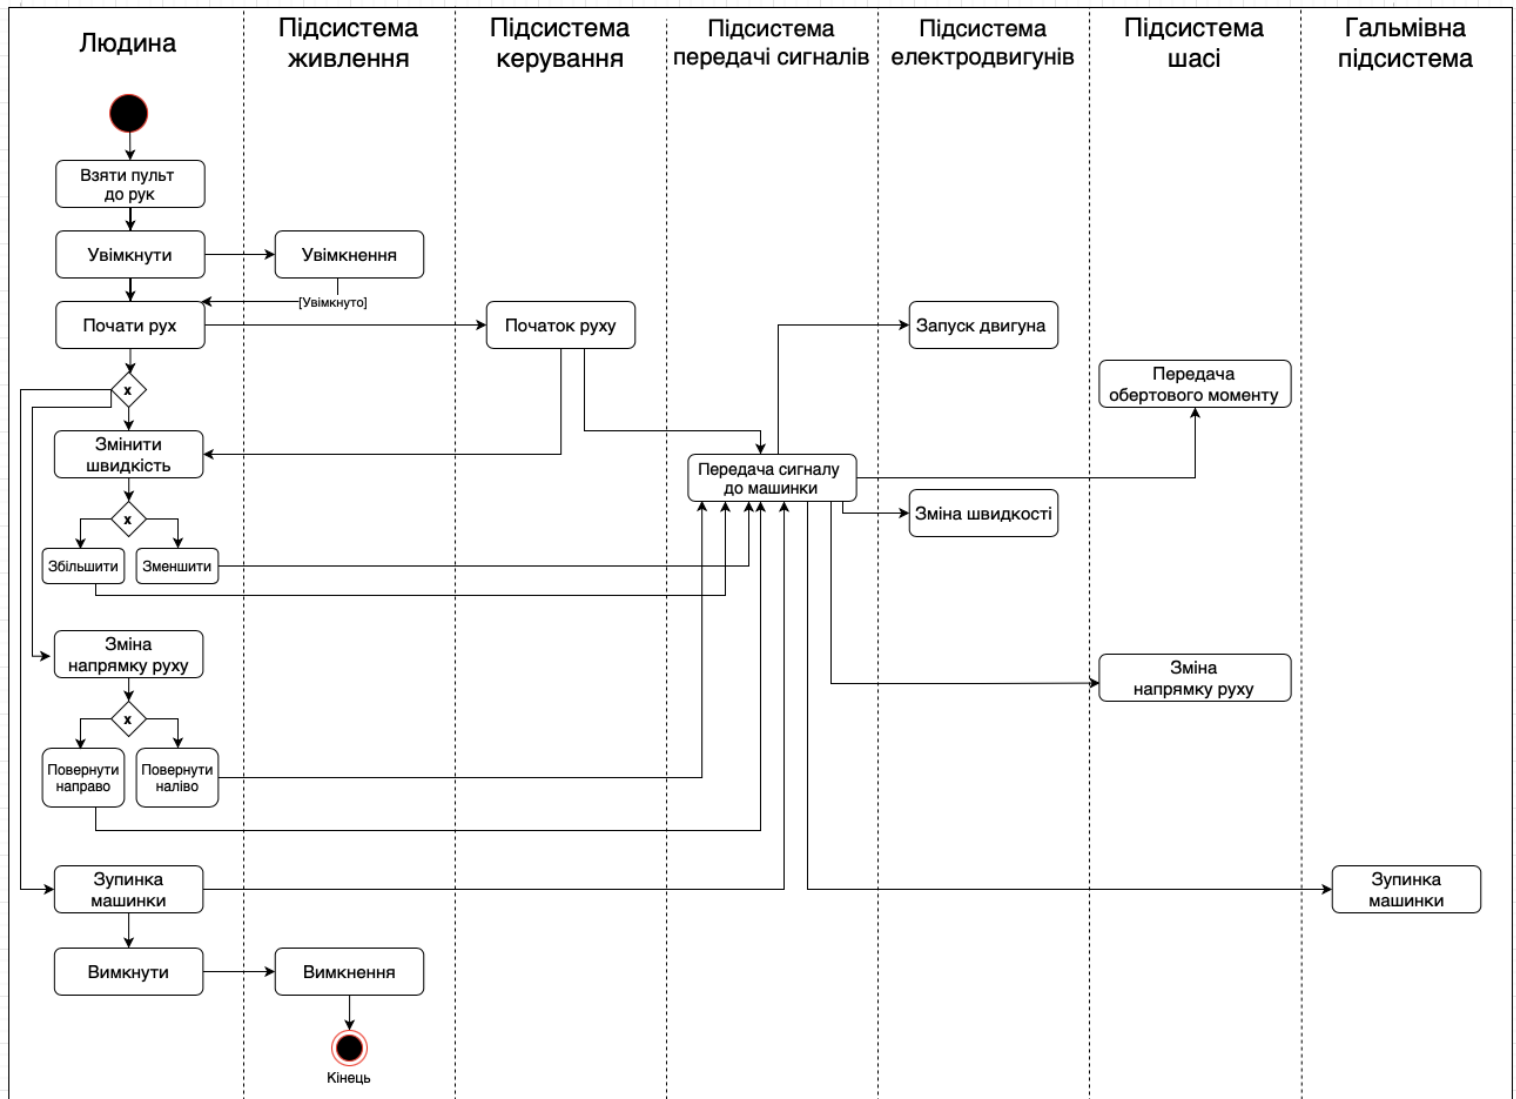 Людина
Підсистема
живлення
Підсистема
керування
Підсистема
передачі сигналів
Підсистема
електродвигунів
Підсистема
шасі
Гальмівна
підсистема
Взяти пульт
до рук
Увімкнути
Увімкнення
[Увімкнуто]
Почати рух
Початок руху
Запуск двигуна
Передача
обертового моменту
x
Змінити
швидкість
Передача сигналу
до машинки
Зміна швидкості
x
Збільшити
Зменшити
Зміна
напрямку руху
Зміна
напрямку руху
x
Повернути
направо
Повернути
наліво
Зупинка
машинки
Зупинка
машинки
Вимкнути
Вимкнення
Кінець